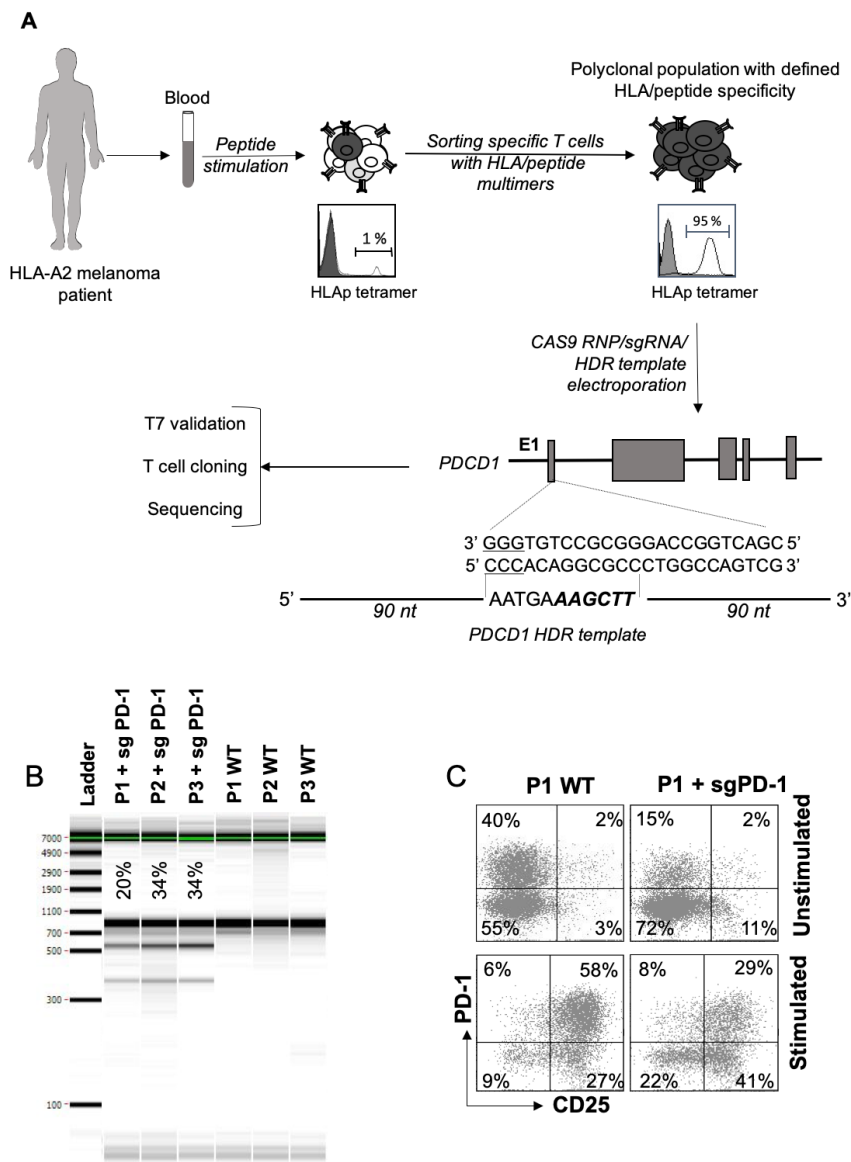 A
Polyclonal population with defined
HLA/peptide specificity
Blood
Peptide
stimulation
Sorting specific T cells
with HLA/peptide
multimers
1 %
95 %
HLA-A2 melanoma
patient
HLAp tetramer
HLAp tetramer
CAS9 RNP/sgRNA/
HDR template
electroporation
T7 validation
T cell cloning
Sequencing
E1
PDCD1
3’ GGGTGTCCGCGGGACCGGTCAGC 5’
5’ CCCACAGGCGCCCTGGCCAGTCG 3’
5’ AATGAAAGCTT 3’
90 nt 90 nt
PDCD1 HDR template
B
Ladder
P1 + sg PD-1
P2 + sg PD-1
P3 + sg PD-1
P1 WT
P2 WT
P3 WT
7000
4900
2900
1900
1100
700
500
300
100
20%
34%
34%
C
P1 WT P1 + sgPD-1
40% 2% 15% 2%
55% 3% 72% 11%
Unstimulated
6% 58% 8% 29%
9% 27% 22% 41%
Stimulated
PD-1
CD25